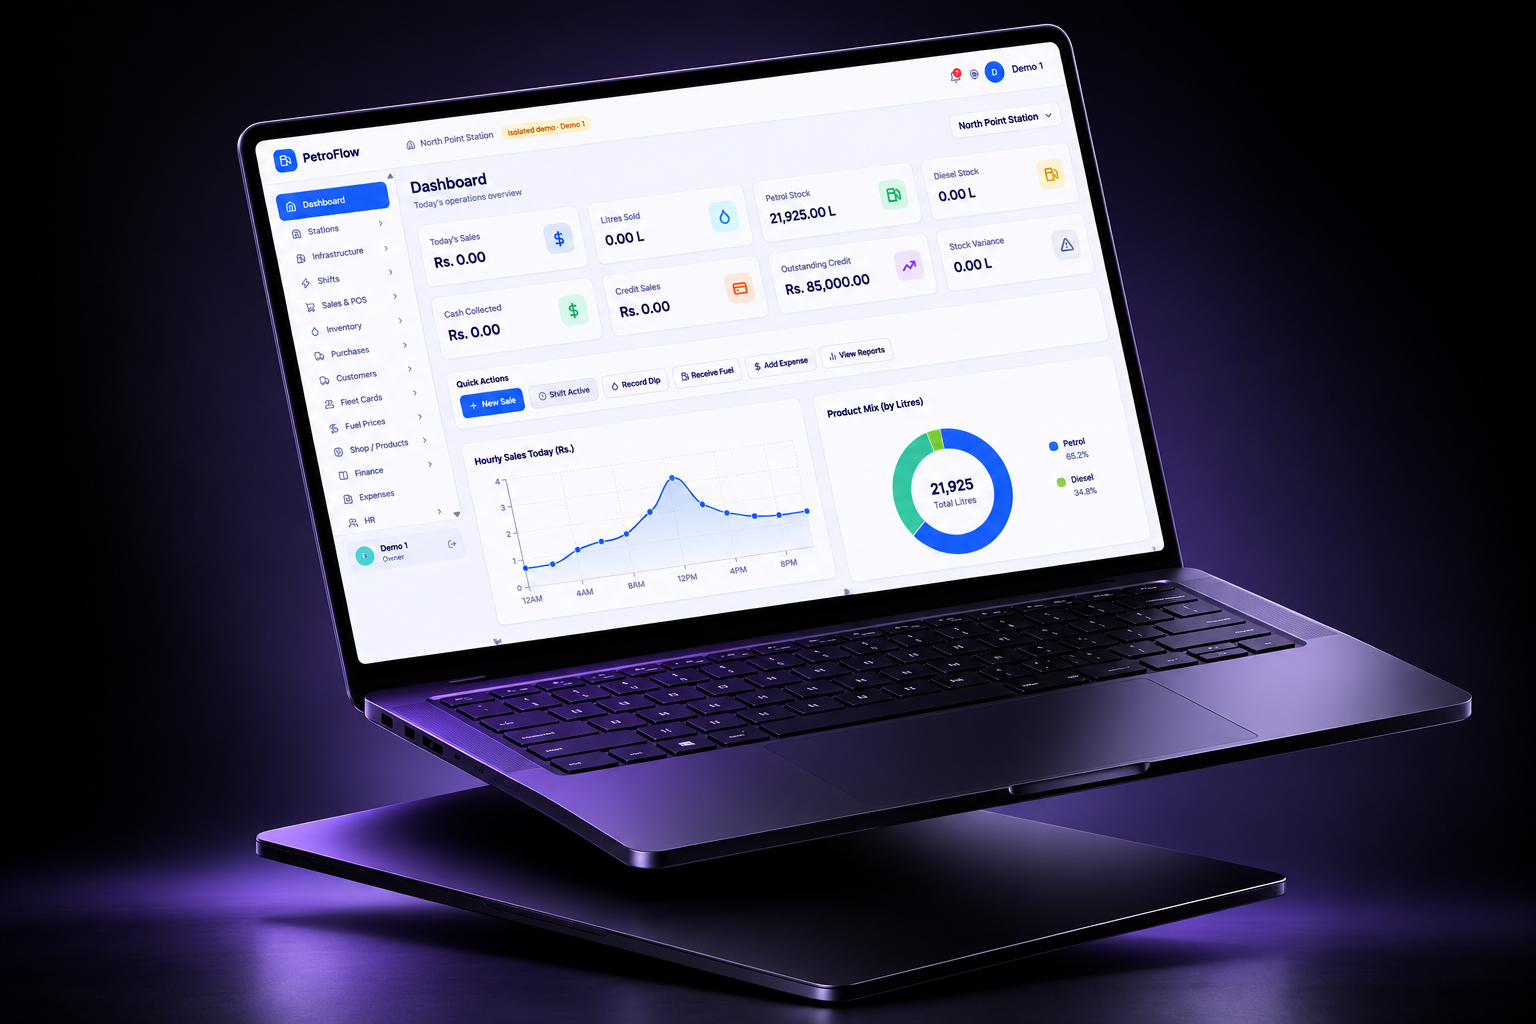 PetroFlow
North Point Station
Isolated demo · Demo 1
7
D
Demo 1
North Point Station
Dashboard
Stations
Infrastructure
Shifts
Sales & POS
Inventory
Purchases
Customers
Fleet Cards
Fuel Prices
Shop / Products
Finance
Expenses
HR
Demo 1
Owner
Dashboard
Today's operations overview
Today's Sales
Rs. 0.00
Litres Sold
0.00 L
Petrol Stock
21,925.00 L
Diesel Stock
0.00 L
Cash Collected
Rs. 0.00
Credit Sales
Rs. 0.00
Outstanding Credit
Rs. 85,000.00
Stock Variance
0.00 L
Quick Actions
New Sale
Shift Active
Record Dip
Receive Fuel
Add Expense
View Reports
Hourly Sales Today (Rs.)
4
3
2
1
0
12AM
4AM
8AM
12PM
4PM
8PM
Product Mix (by Litres)
21,925
Total Litres
Petrol
65.2%
Diesel
34.8%